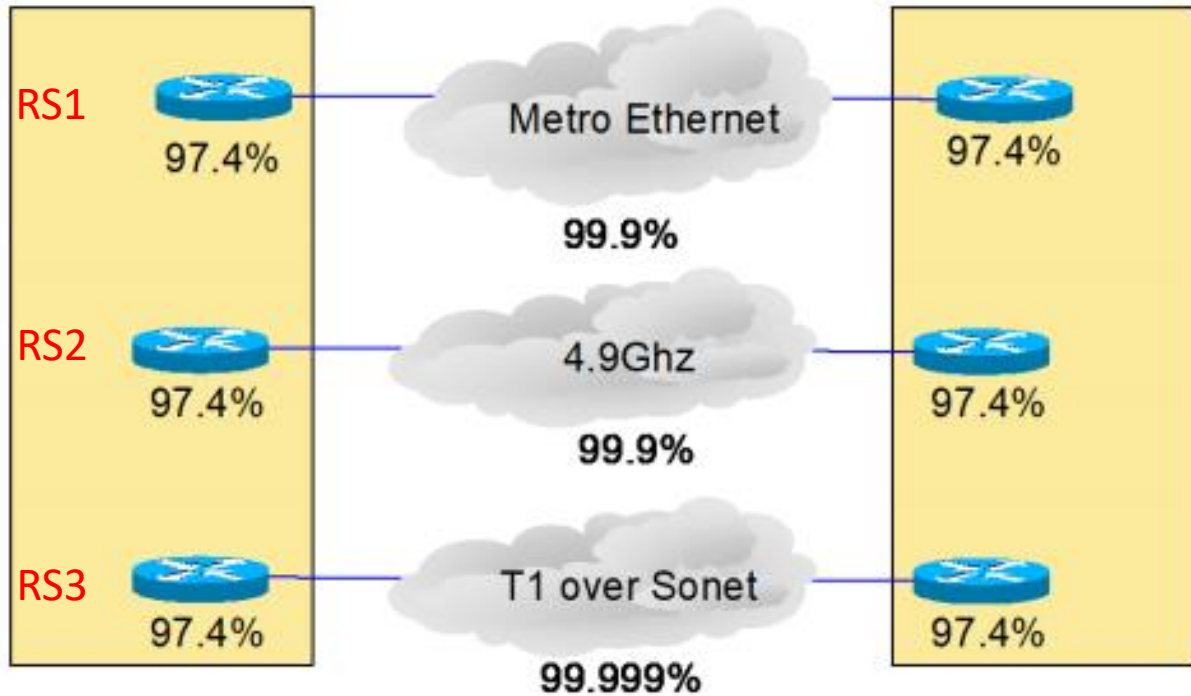 RS1
Metro Ethernet
97.4%
97.4%
99.9%
RS2
4.9Ghz
97.4%
97.4%
99.9%
RS3
T1 over Sonet
97.4%
97.4%
99.999%